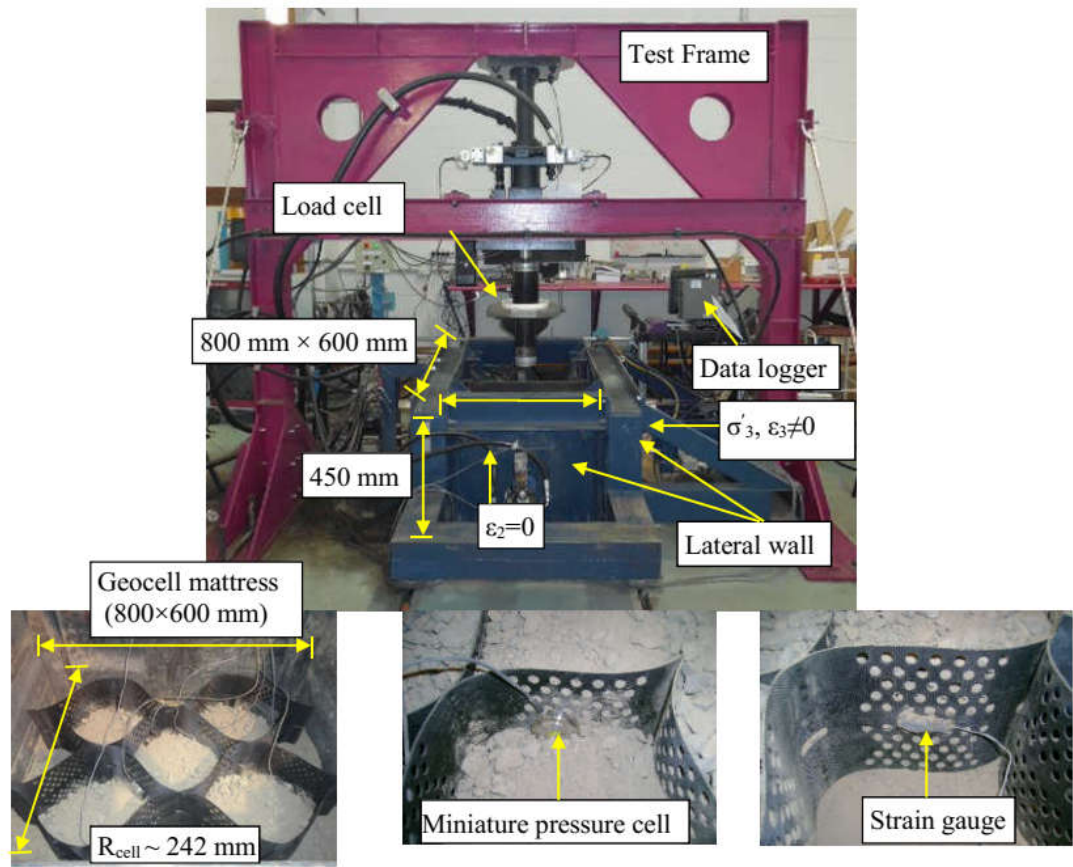 Test Frame
Load cell
800 mm × 600 mm
Data logger
σ'3, ε3≠0
450 mm
ε2=0
Lateral wall
Geocell mattress
(800×600 mm)
Rcell ~ 242 mm
Miniature pressure cell
Strain gauge